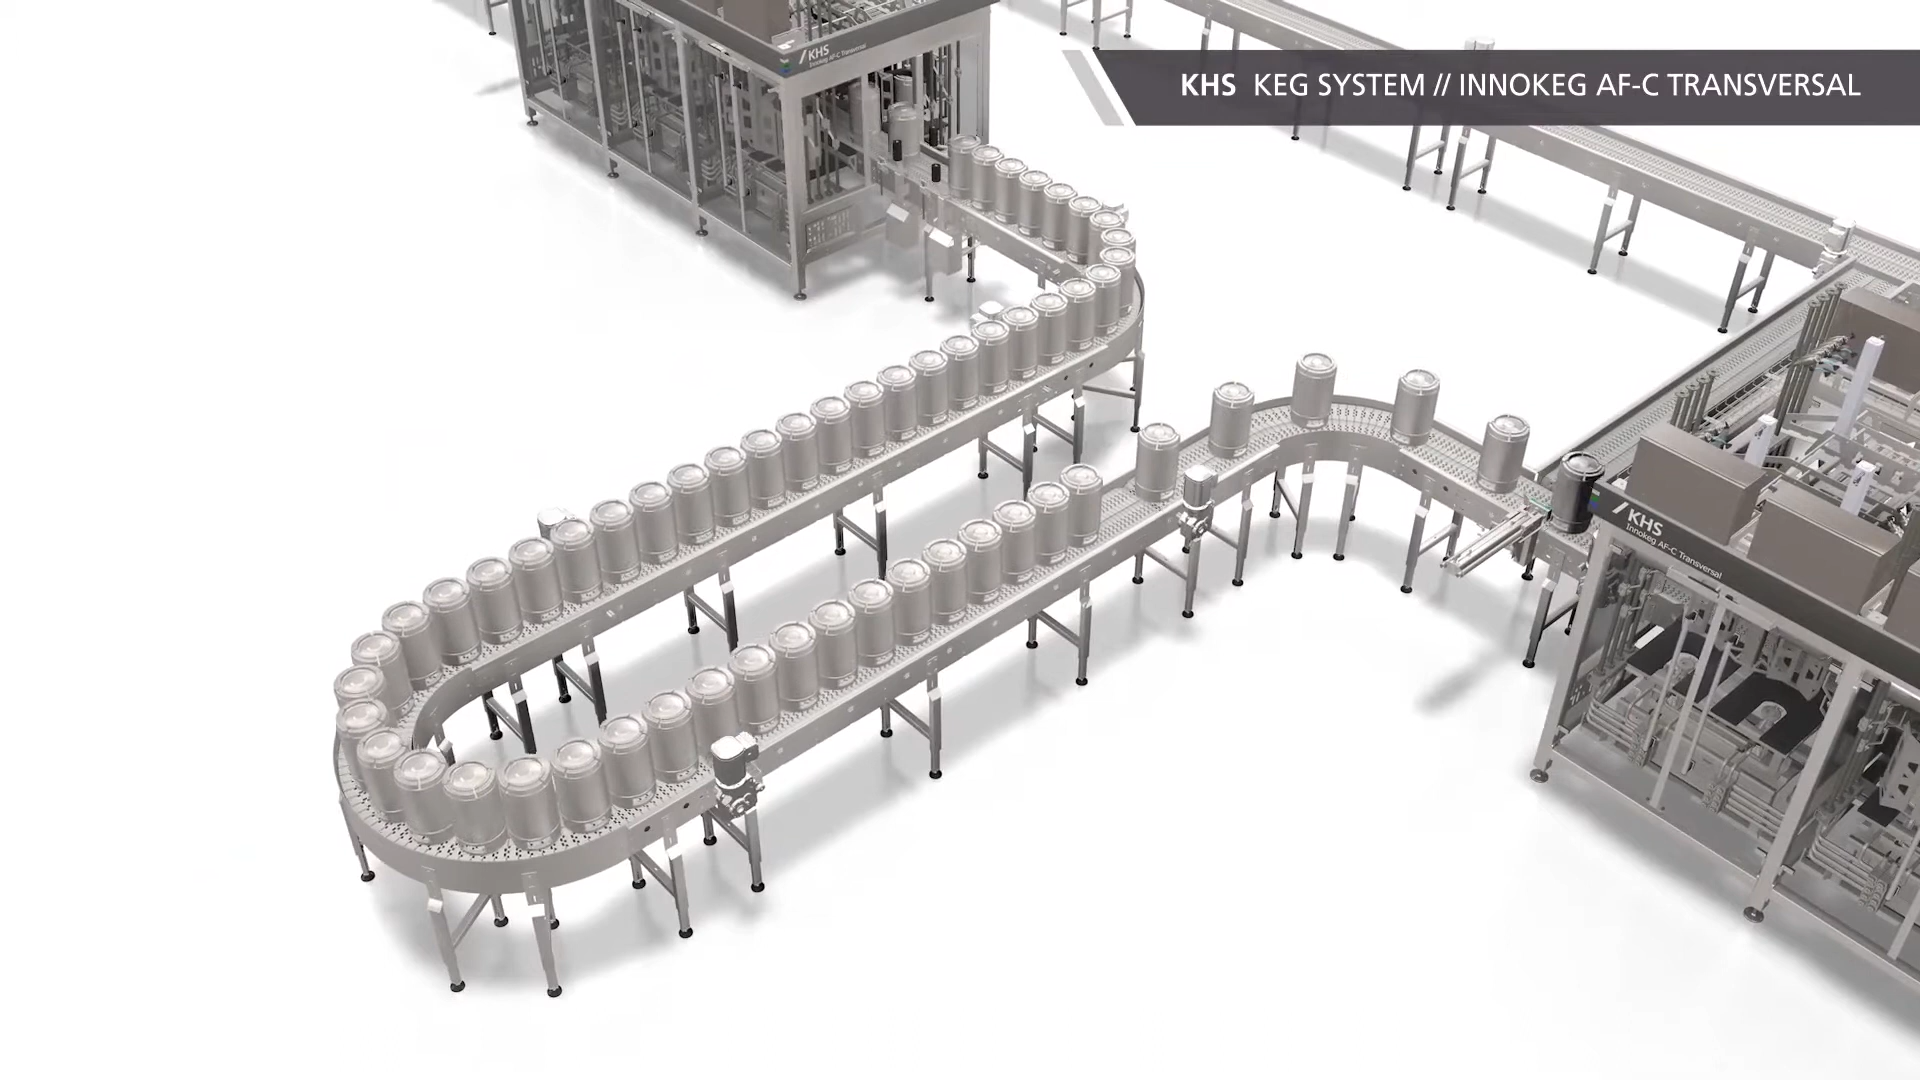 KHS
Innokeg AF-C Transversal
KHS KEG SYSTEM // INNOKEG AF-C TRANSVERSAL
KHS
Innokeg AF-C Transversal